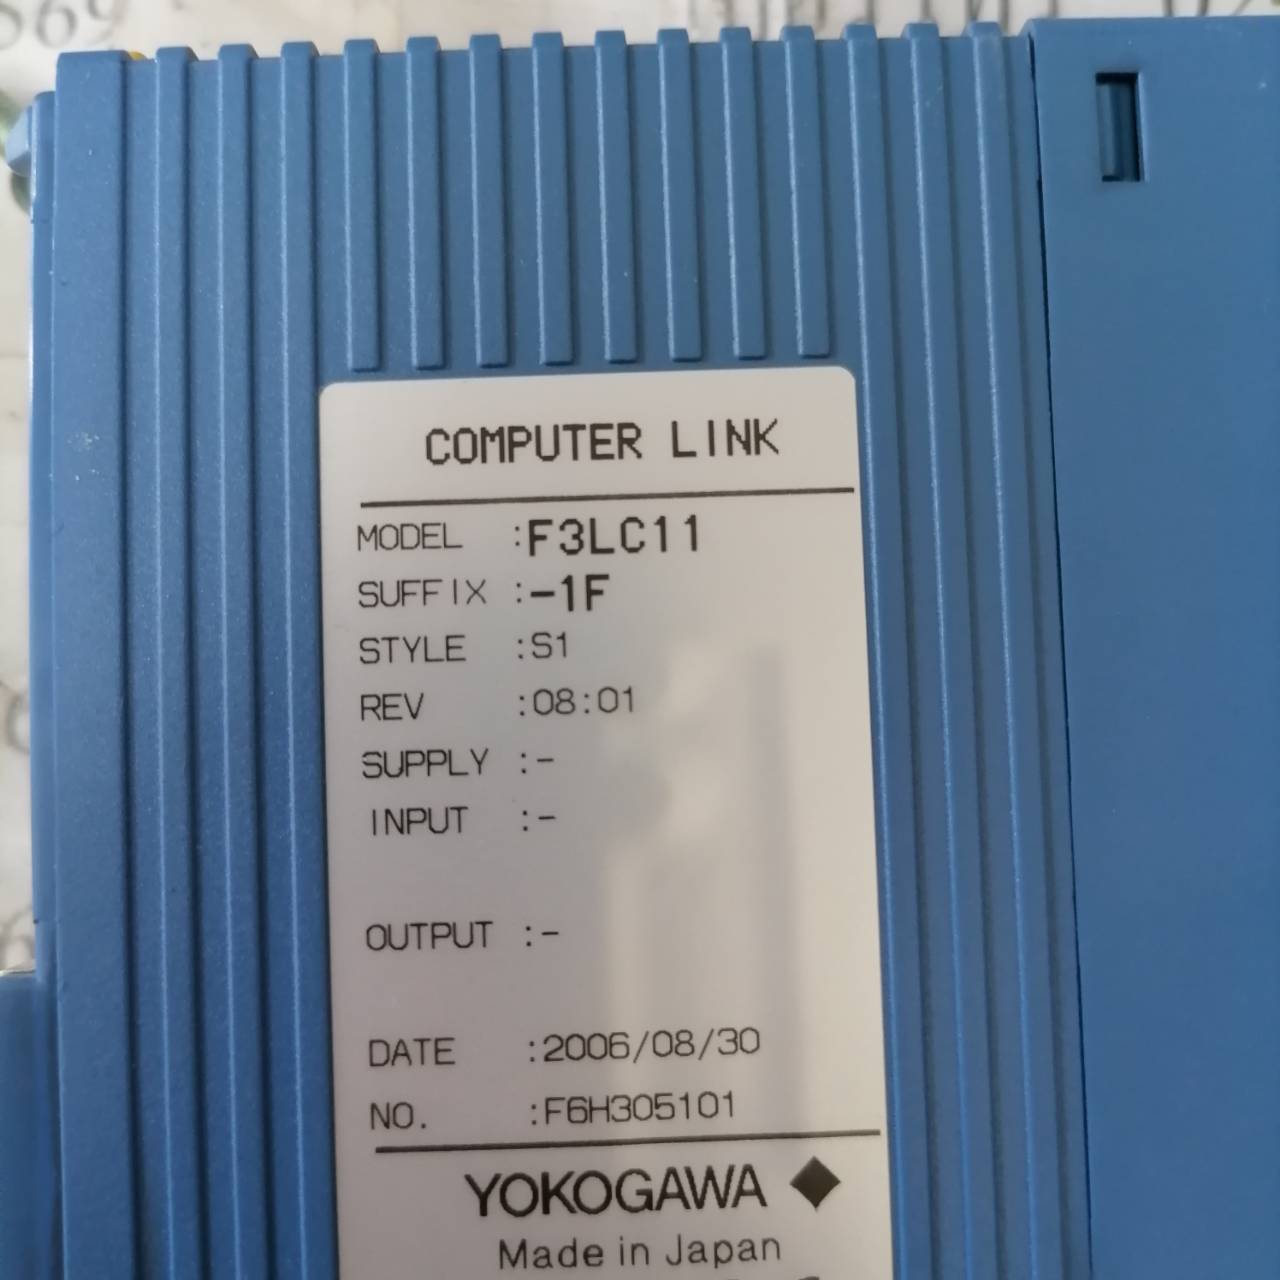 COMPUTER LINK
MODEL :F3LC11
SUFFIX :-1F
STYLE :S1
REV :08:01
SUPPLY :-
INPUT :-
OUTPUT :-
DATE :2006/08/30
NO. :F6H305101
YOKOGAWA
Made in Japan